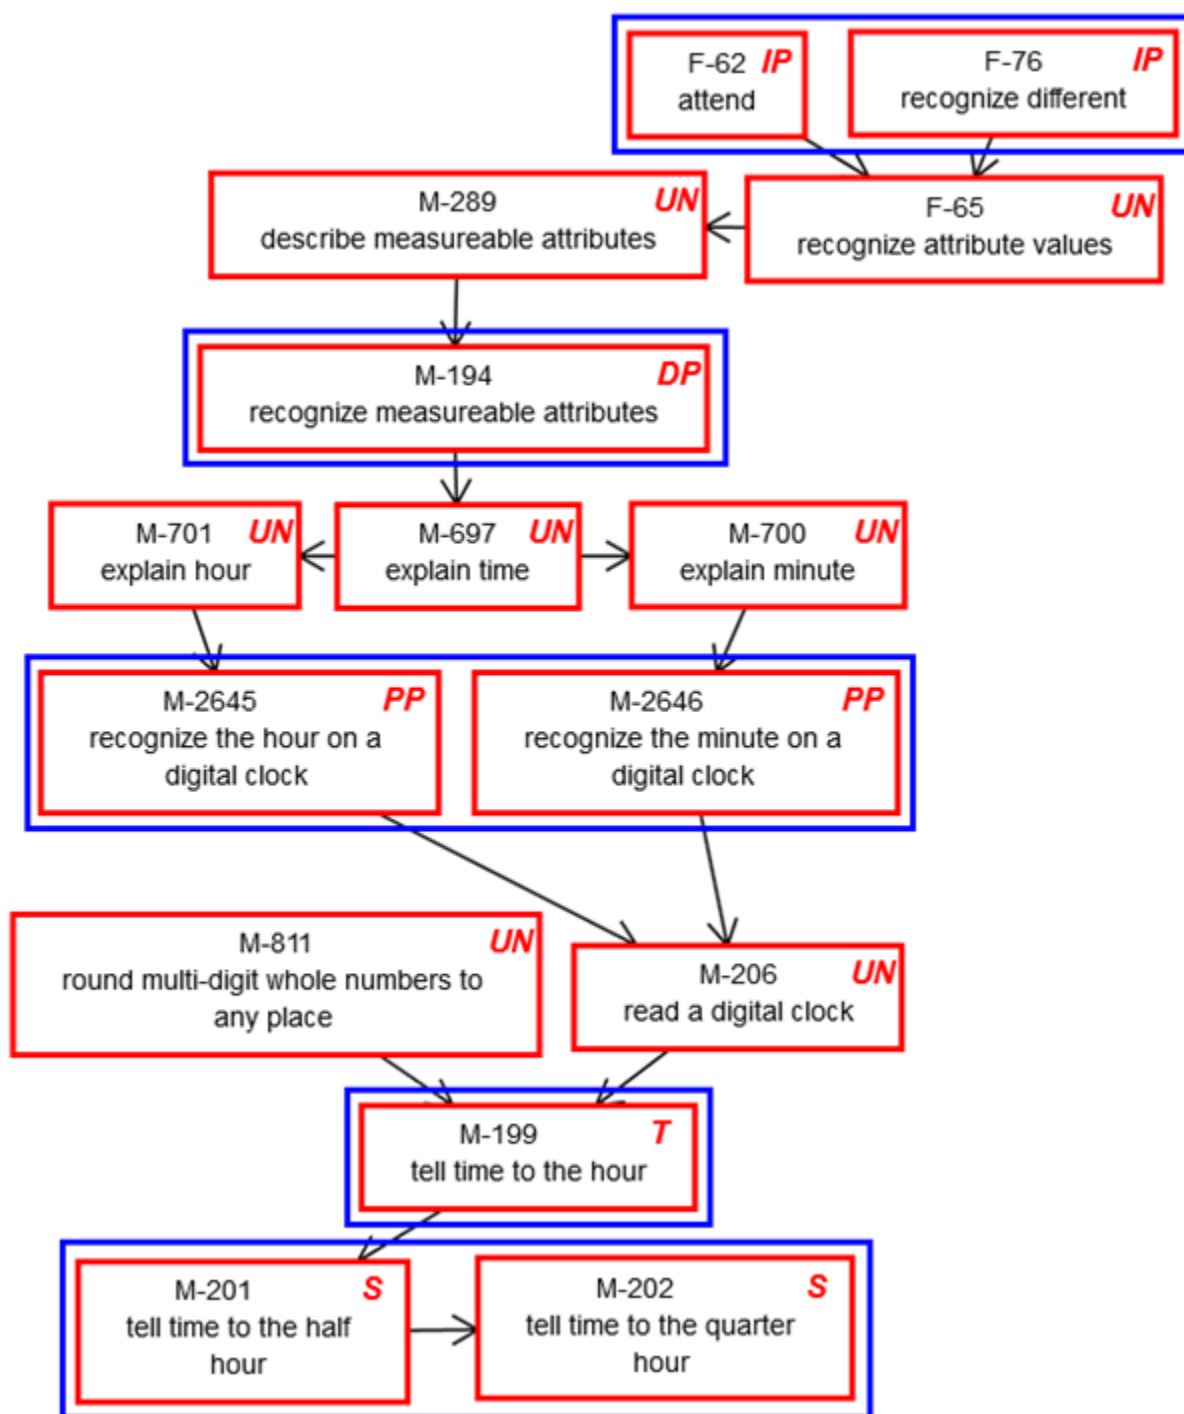 F-62 IP
attend
F-76 IP
recognize different
M-289 UN
describe measureable attributes
F-65 UN
recognize attribute values
M-194 DP
recognize measureable attributes
M-701 UN
explain hour
M-697 UN
explain time
M-700 UN
explain minute
M-2645 PP
recognize the hour on a
digital clock
M-2646 PP
recognize the minute on a
digital clock
M-811 UN
round multi-digit whole numbers to
any place
M-206 UN
read a digital clock
M-199 T
tell time to the hour
M-201 S
tell time to the half
hour
M-202 S
tell time to the quarter
hour